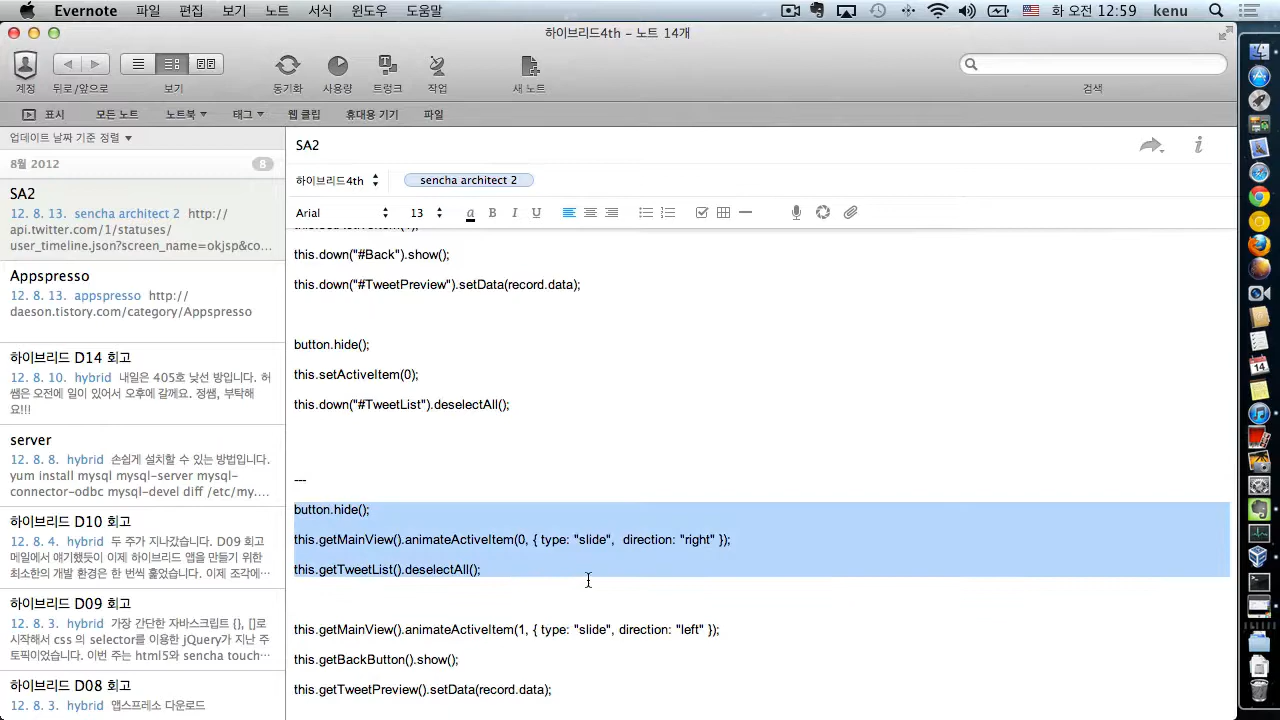 Evernote 파일 편집 보기 노트 서식 윈도우 도움말 화 오전 12:59 kenu
하이브리드4th – 노트 14개
계정 뒤로/앞으로 보기 동기화 사용량 트렁크 작업 새 노트 검색
표시 모든 노트 노트북 태그 웹 클립 휴대용 기기 파일
업데이트 날짜 기준 정렬
8월 2012 8
SA2
12. 8. 13. sencha architect 2 http://
api.twitter.com/1/statuses/
user_timeline.json?screen_name=okjsp&co...
Appspresso
12. 8. 13. appspresso http://
daeson.tistory.com/category/Appspresso
하이브리드 D14 회고
12. 8. 10. hybrid 내일은 405호 낯선 방입니다. 허
쌤은 오전에 일이 있어서 오후에 갈께요. 정쌤, 부탁해
요!!!
server
12. 8. 8. hybrid 손쉽게 설치할 수 있는 방법입니다.
yum install mysql mysql-server mysql-
connector-odbc mysql-devel diff /etc/my....
하이브리드 D10 회고
12. 8. 4. hybrid 두 주가 지나갔습니다. D09 회고
메일에서 얘기했듯이 이제 하이브리드 앱을 만들기 위한
최소한의 개발 환경은 한 번씩 훑었습니다. 이제 조각에...
하이브리드 D09 회고
12. 8. 3. hybrid 가장 간단한 자바스크립트 {}, []로
시작해서 css 의 selector를 이용한 jQuery가 지난 주
토픽이었습니다. 이번 주는 html5와 sencha touch...
하이브리드 D08 회고
12. 8. 3. hybrid 앱스프레소 다운로드
SA2
하이브리드4th sencha architect 2
Arial 13 a B I U
this.down("#Back").show();
this.down("#TweetPreview").setData(record.data);
button.hide();
this.setActiveItem(0);
this.down("#TweetList").deselectAll();
---
button.hide();
this.getMainView().animateActiveItem(0, { type: "slide", direction: "right" });
this.getTweetList().deselectAll();
this.getMainView().animateActiveItem(1, { type: "slide", direction: "left" });
this.getBackButton().show();
this.getTweetPreview().setData(record.data)
14